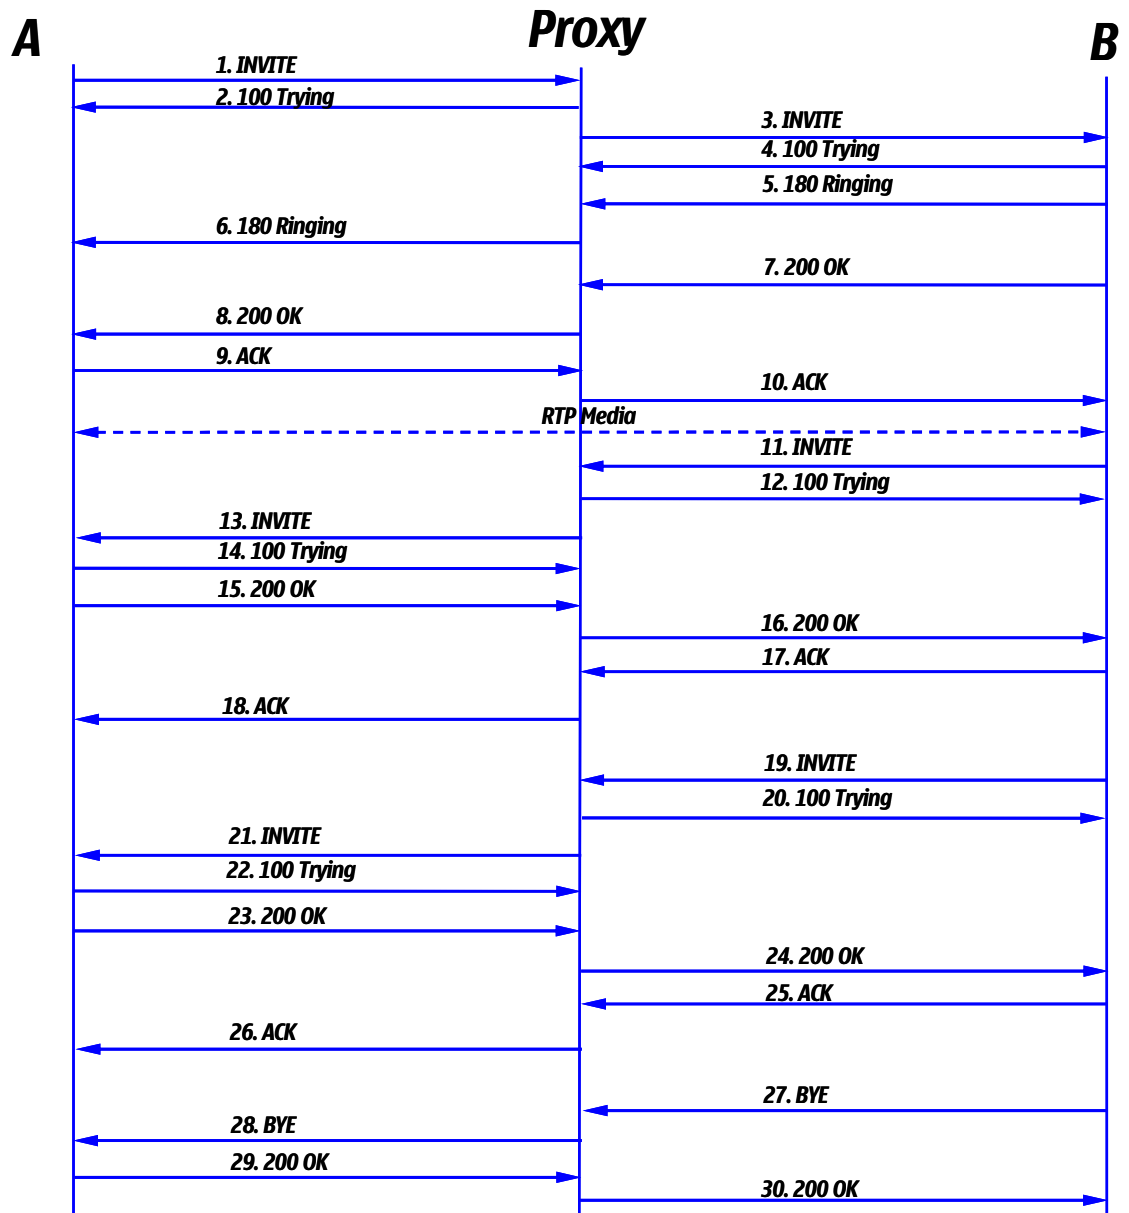 A
Proxy
B
1. INVITE
2. 100 Trying
3. INVITE
4. 100 Trying
5. 180 Ringing
6. 180 Ringing
7. 200 OK
8. 200 OK
9. ACK
10. ACK
RTP Media
11. INVITE
12. 100 Trying
13. INVITE
14. 100 Trying
15. 200 OK
16. 200 OK
17. ACK
18. ACK
19. INVITE
20. 100 Trying
21. INVITE
22. 100 Trying
23. 200 OK
24. 200 OK
25. ACK
26. ACK
27. BYE
28. BYE
29. 200 OK
30. 200 OK